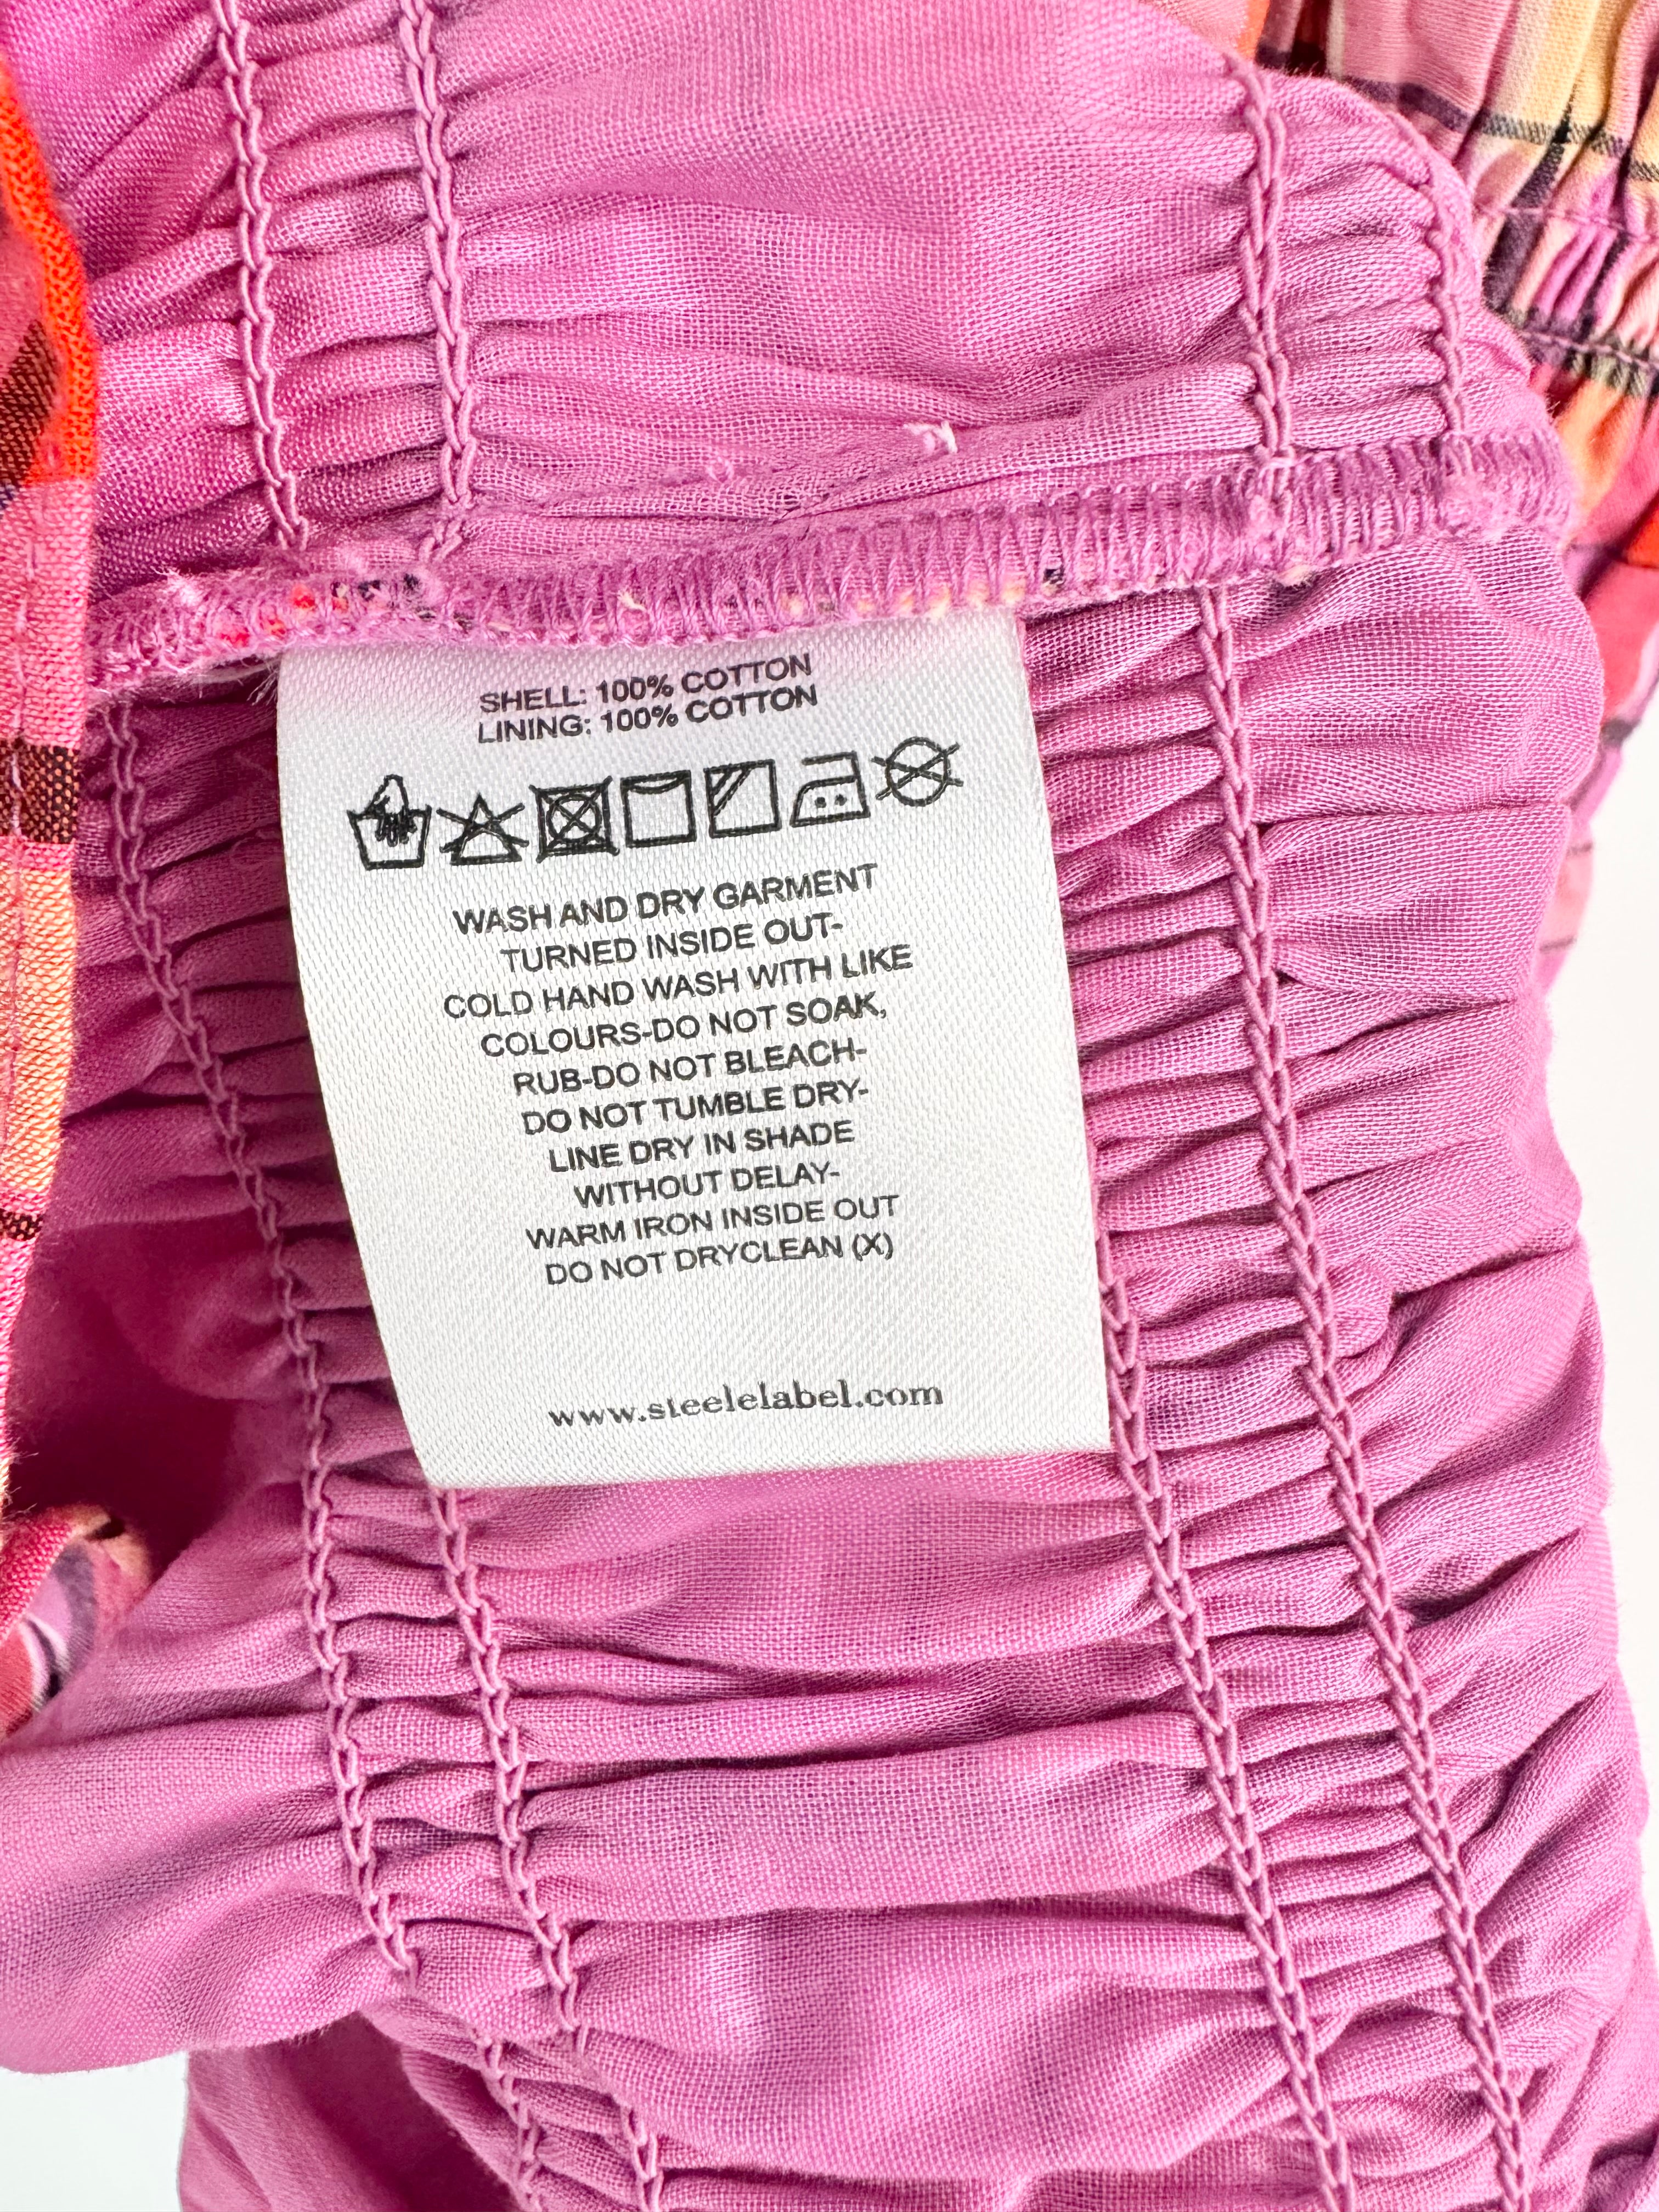 SHELL: 100% COTTON
LINING: 100% COTTON
WASH AND DRY GARMENT
TURNED INSIDE OUT-
COLD HAND WASH WITH LIKE
COLOURS-DO NOT SOAK,
RUB-DO NOT BLEACH-
DO NOT TUMBLE DRY-
LINE DRY IN SHADE
WITHOUT DELAY-
WARM IRON INSIDE OUT
DO NOT DRYCLEAN (X)
www.steelelabel.com